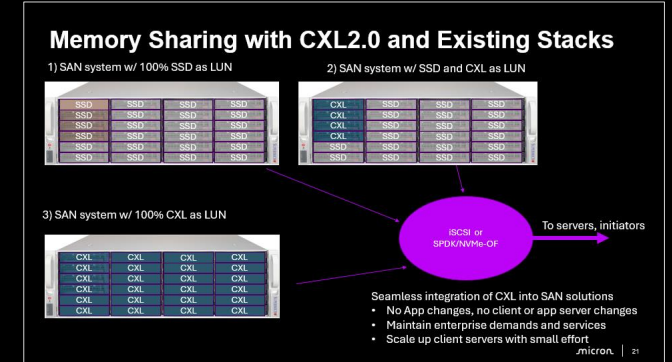 Memory Sharing with CXL2.0 and Existing Stacks
1) SAN system w/ 100% SSD as LUN
SSD SSD SSD SSD
SSD SSD SSD SSD
SSD SSD SSD SSD
SSD SSD SSD SSD
SSD SSD SSD SSD
SSD SSD SSD SSD
2) SAN system w/ SSD and CXL as LUN
CXL SSD SSD SSD
CXL SSD SSD SSD
CXL SSD SSD SSD
CXL SSD SSD SSD
SSD SSD SSD SSD
SSD SSD SSD SSD
3) SAN system w/ 100% CXL as LUN
CXL CXL CXL CXL
CXL CXL CXL CXL
CXL CXL CXL CXL
CXL CXL CXL CXL
CXL CXL CXL CXL
CXL CXL CXL CXL
iSCSI or
SPDK/NVMe-OF
To servers, initiators
Seamless integration of CXL into SAN solutions
• No App changes, no client or app server changes
• Maintain enterprise demands and services
• Scale up client servers with small effort
micron | 21